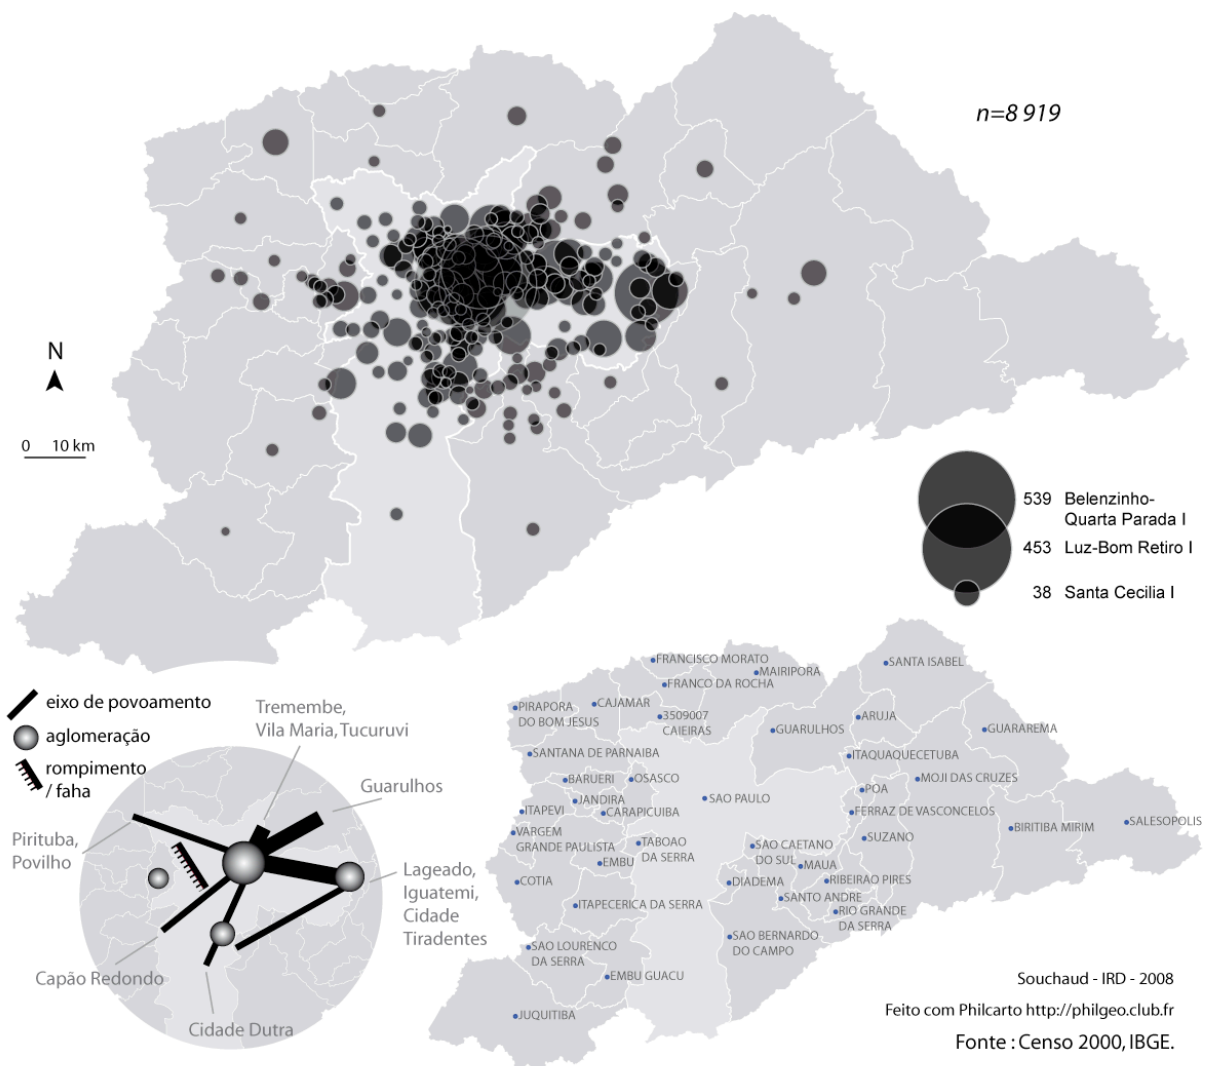 n=8 919
N
0 10 km
539 Belenzinho-
Quarta Parada I
453 Luz-Bom Retiro I
38 Santa Cecilia I
eixo de povoamento
aglomeração
rompimento
/ faha
Tremembe,
Vila Maria, Tucuruvi
Guarulhos
Pirituba,
Povilho
Lageado,
Iguatemi,
Cidade
Tiradentes
Capão Redondo
Cidade Dutra
FRANCISCO MORATO
MAIRIPORA
SANTA ISABEL
FRANCO DA ROCHA
CAJAMAR
PIRAPORA
DO BOM JESUS
3509007
CAIEIRAS
ARUJA
GUARULHOS
GUARAREMA
SANTANA DE PARNAIBA
ITAQUAQUECETUBA
BARUERI
OSASCO
MOJI DAS CRUZES
POA
JANDIRA
SAO PAULO
ITAPEVI
CARAPICUIBA
FERRAZ DE VASCONCELOS
SALESOPOLIS
BIRITIBA MIRIM
VARGEM
GRANDE PAULISTA
TABOAO
DA SERRA
SUZANO
SAO CAETANO
DO SUL
EMBU
MAUA
COTIA
DIADEMA
RIBEIRAO PIRES
SANTO ANDRE
ITAPECERICA DA SERRA
RIO GRANDE
DA SERRA
SAO BERNARDO
DO CAMPO
SAO LOURENCO
DA SERRA
EMBU GUACU
JUQUITIBA
Souchaud - IRD - 2008
Feito com Philcarto http://philgeo.club.fr
Fonte : Censo 2000, IBGE.